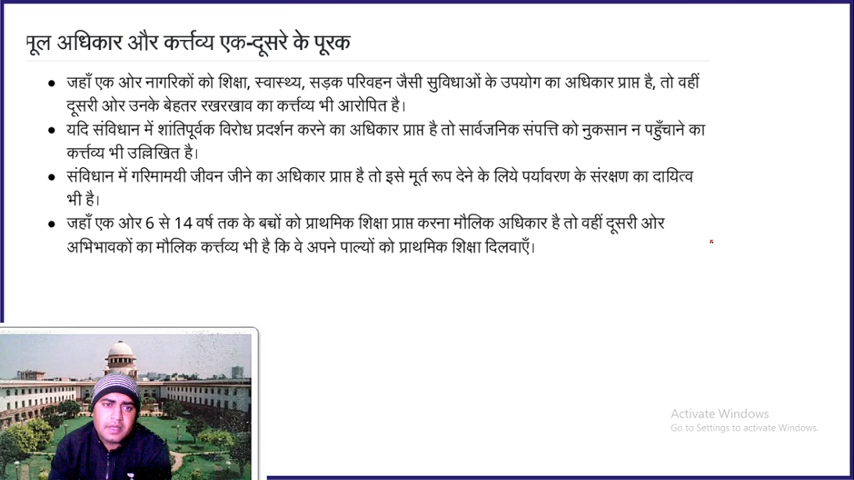 मूल अधिकार और कर्त्तव्य एक-दूसरे के पूरक
जहाँ एक ओर नागरिकों को शिक्षा, स्वास्थ्य, सड़क परिवहन जैसी सुविधाओं के उपयोग का अधिकार प्राप्त है, तो वहीं
दूसरी ओर उनके बेहतर रखरखाव का कर्त्तव्य भी आरोपित है।
यदि संविधान में शांतिपूर्वक विरोध प्रदर्शन करने का अधिकार प्राप्त है तो सार्वजनिक संपत्ति को नुकसान न पहुँचाने का
कर्त्तव्य भी उल्लिखित है।
संविधान में गरिमामयी जीवन जीने का अधिकार प्राप्त है तो इसे मूर्त रूप देने के लिये पर्यावरण के संरक्षण का दायित्व
भी है।
जहाँ एक ओर 6 से 14 वर्ष तक के बच्चों को प्राथमिक शिक्षा प्राप्त करना मौलिक अधिकार है तो वहीं दूसरी ओर
अभिभावकों का मौलिक कर्त्तव्य भी है कि वे अपने पाल्यों को प्राथमिक शिक्षा दिलवाएँ।
Activate Windows
Go to Settings to activate Windows.